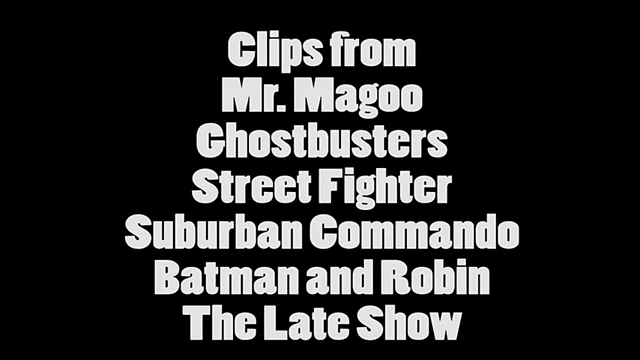 Clips from
Mr. Magoo
Ghostbusters
Street Fighter
Suburban Commando
Batman and Robin
The Late Show